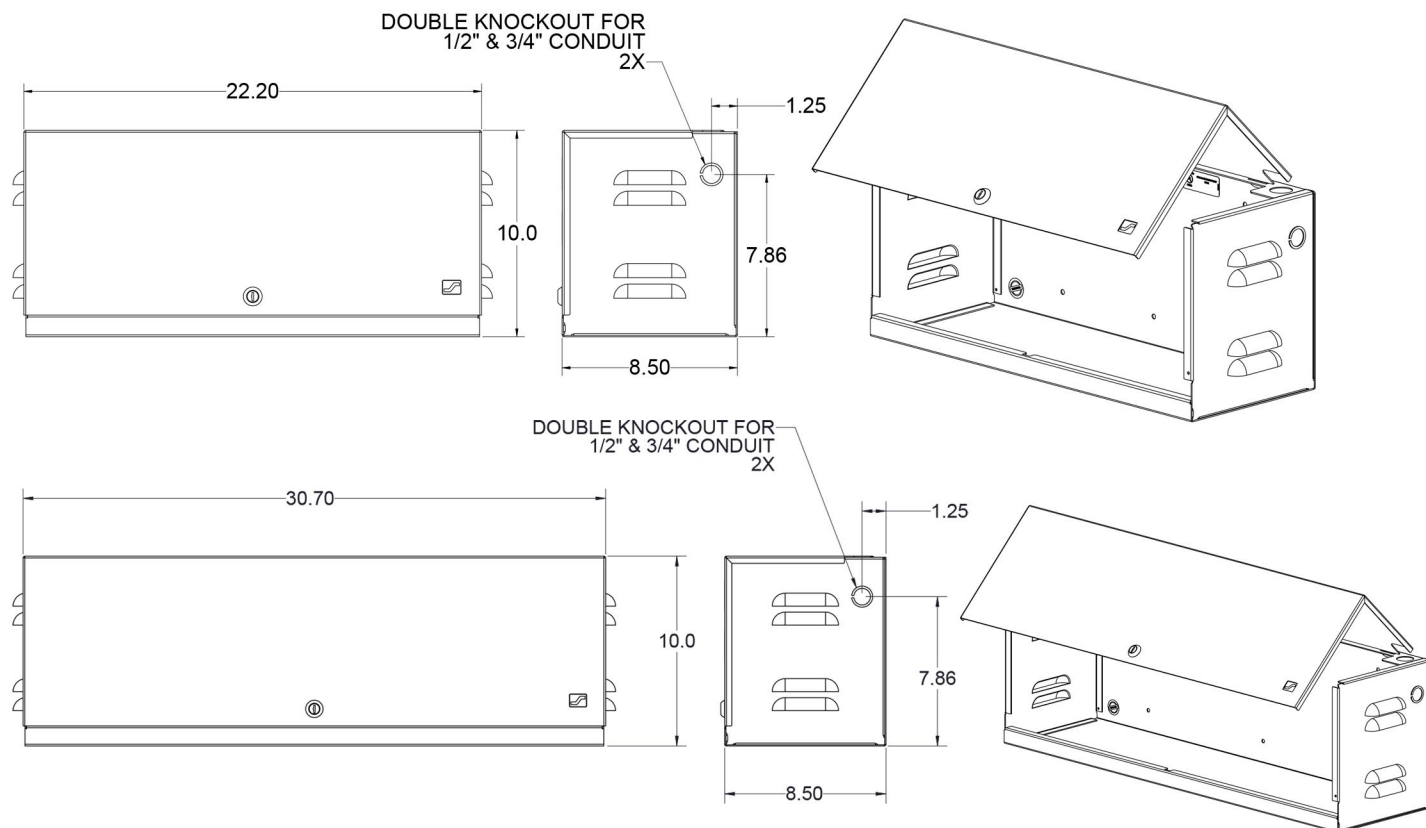 DOUBLE KNOCKOUT FOR
1/2" & 3/4" CONDUIT
2X
22.20
1.25
10.0
7.86
8.50
DOUBLE KNOCKOUT FOR
1/2" & 3/4" CONDUIT
2X
30.70
1.25
10.0
7.86
8.50